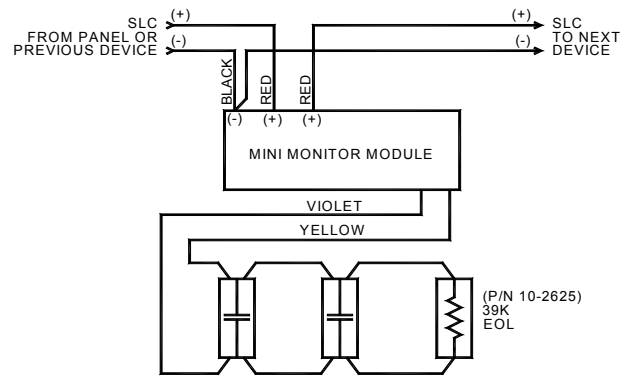 SLC
FROM PANEL OR
PREVIOUS DEVICE
(+)
(-)
(+)
(-)
SLC
TO NEXT
DEVICE
BLACK
RED
RED
(-)
(+)
(+)
MINI MONITOR MODULE
VIOLET
YELLOW
(P/N 10-2625)
39K
EOL